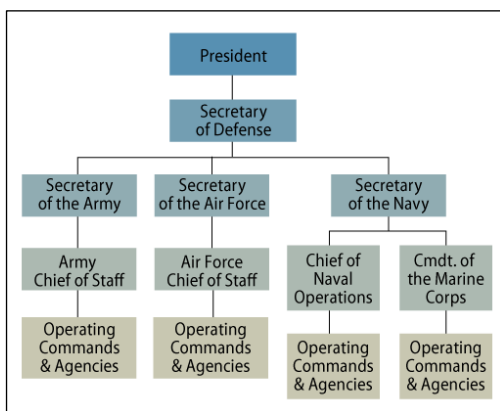 President
Secretary
of Defense
Secretary
of the Army
Secretary
of the Air Force
Secretary
of the Navy
Army
Chief of Staff
Air Force
Chief of Staff
Chief of
Naval
Operations
Cmdt. of
the Marine
Corps
Operating
Commands
& Agencies
Operating
Commands
& Agencies
Operating
Commands
& Agencies
Operating
Commands
& Agencies